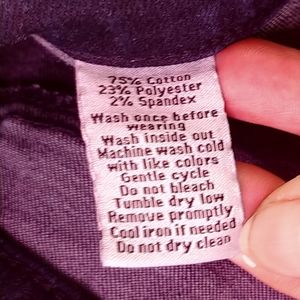 75% Cotton
23% Polyester
2% Spandex
Wash once before
wearing
Wash inside out
Machine wash cold
with like colors
Gentle cycle
Do not bleach
Tumble dry low
Remove promptly
Cool iron if needed
Do not dry clean